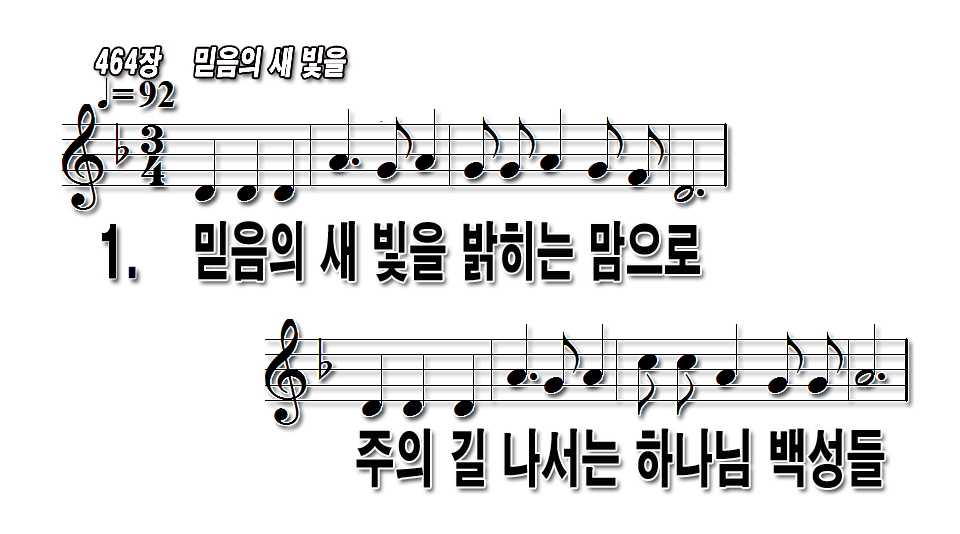 464장 믿음의 새 빛을
♩=92
3
4
1. 믿음의 새 빛을 밝히는 맘으로
주의 길 나서는 하나님 백성들